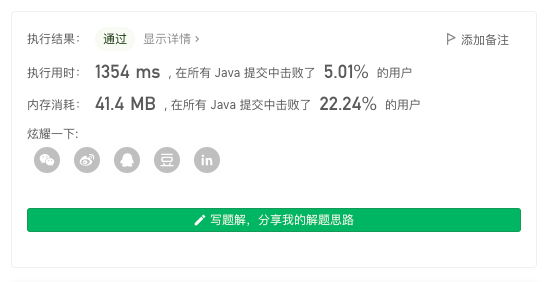 执行结果： 通过 显示详情 > 添加备注
执行用时： 1354 ms , 在所有 Java 提交中击败了 5.01% 的用户
内存消耗： 41.4 MB , 在所有 Java 提交中击败了 22.24% 的用户
炫耀一下:
豆 in
写题解，分享我的解题思路